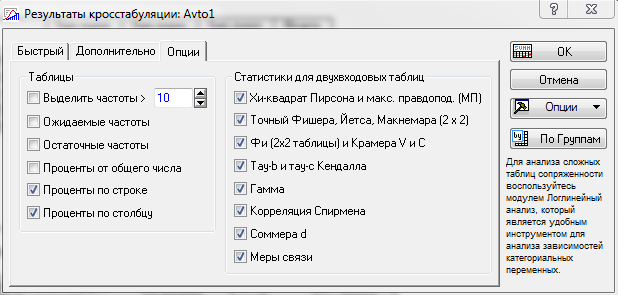 Результаты кросстабуляции: Avto1
?
Быстрый Дополнительно Опции
Таблицы
Выделить частоты > 10
Ожидаемые частоты
Остаточные частоты
Проценты от общего числа
Проценты по строке
Проценты по столбцу
Статистики для двухвходовых таблиц
Хи-квадрат Пирсона и макс. правдопод. (МП)
Точный Фишера, Йетса, Макнемара (2 x 2)
Фи (2x2 таблицы) и Крамера V и C
Тау-b и тау-с Кендалла
Гамма
Корреляция Спирмена
Соммера d
Меры связи
OK
Отмена
Опции
По Группам
Для анализа сложных
таблиц сопряженности
воспользуйтесь
модулем Логлинейный
анализ, который
является удобным
инструментом для
анализа зависимостей
категориальных
переменных.